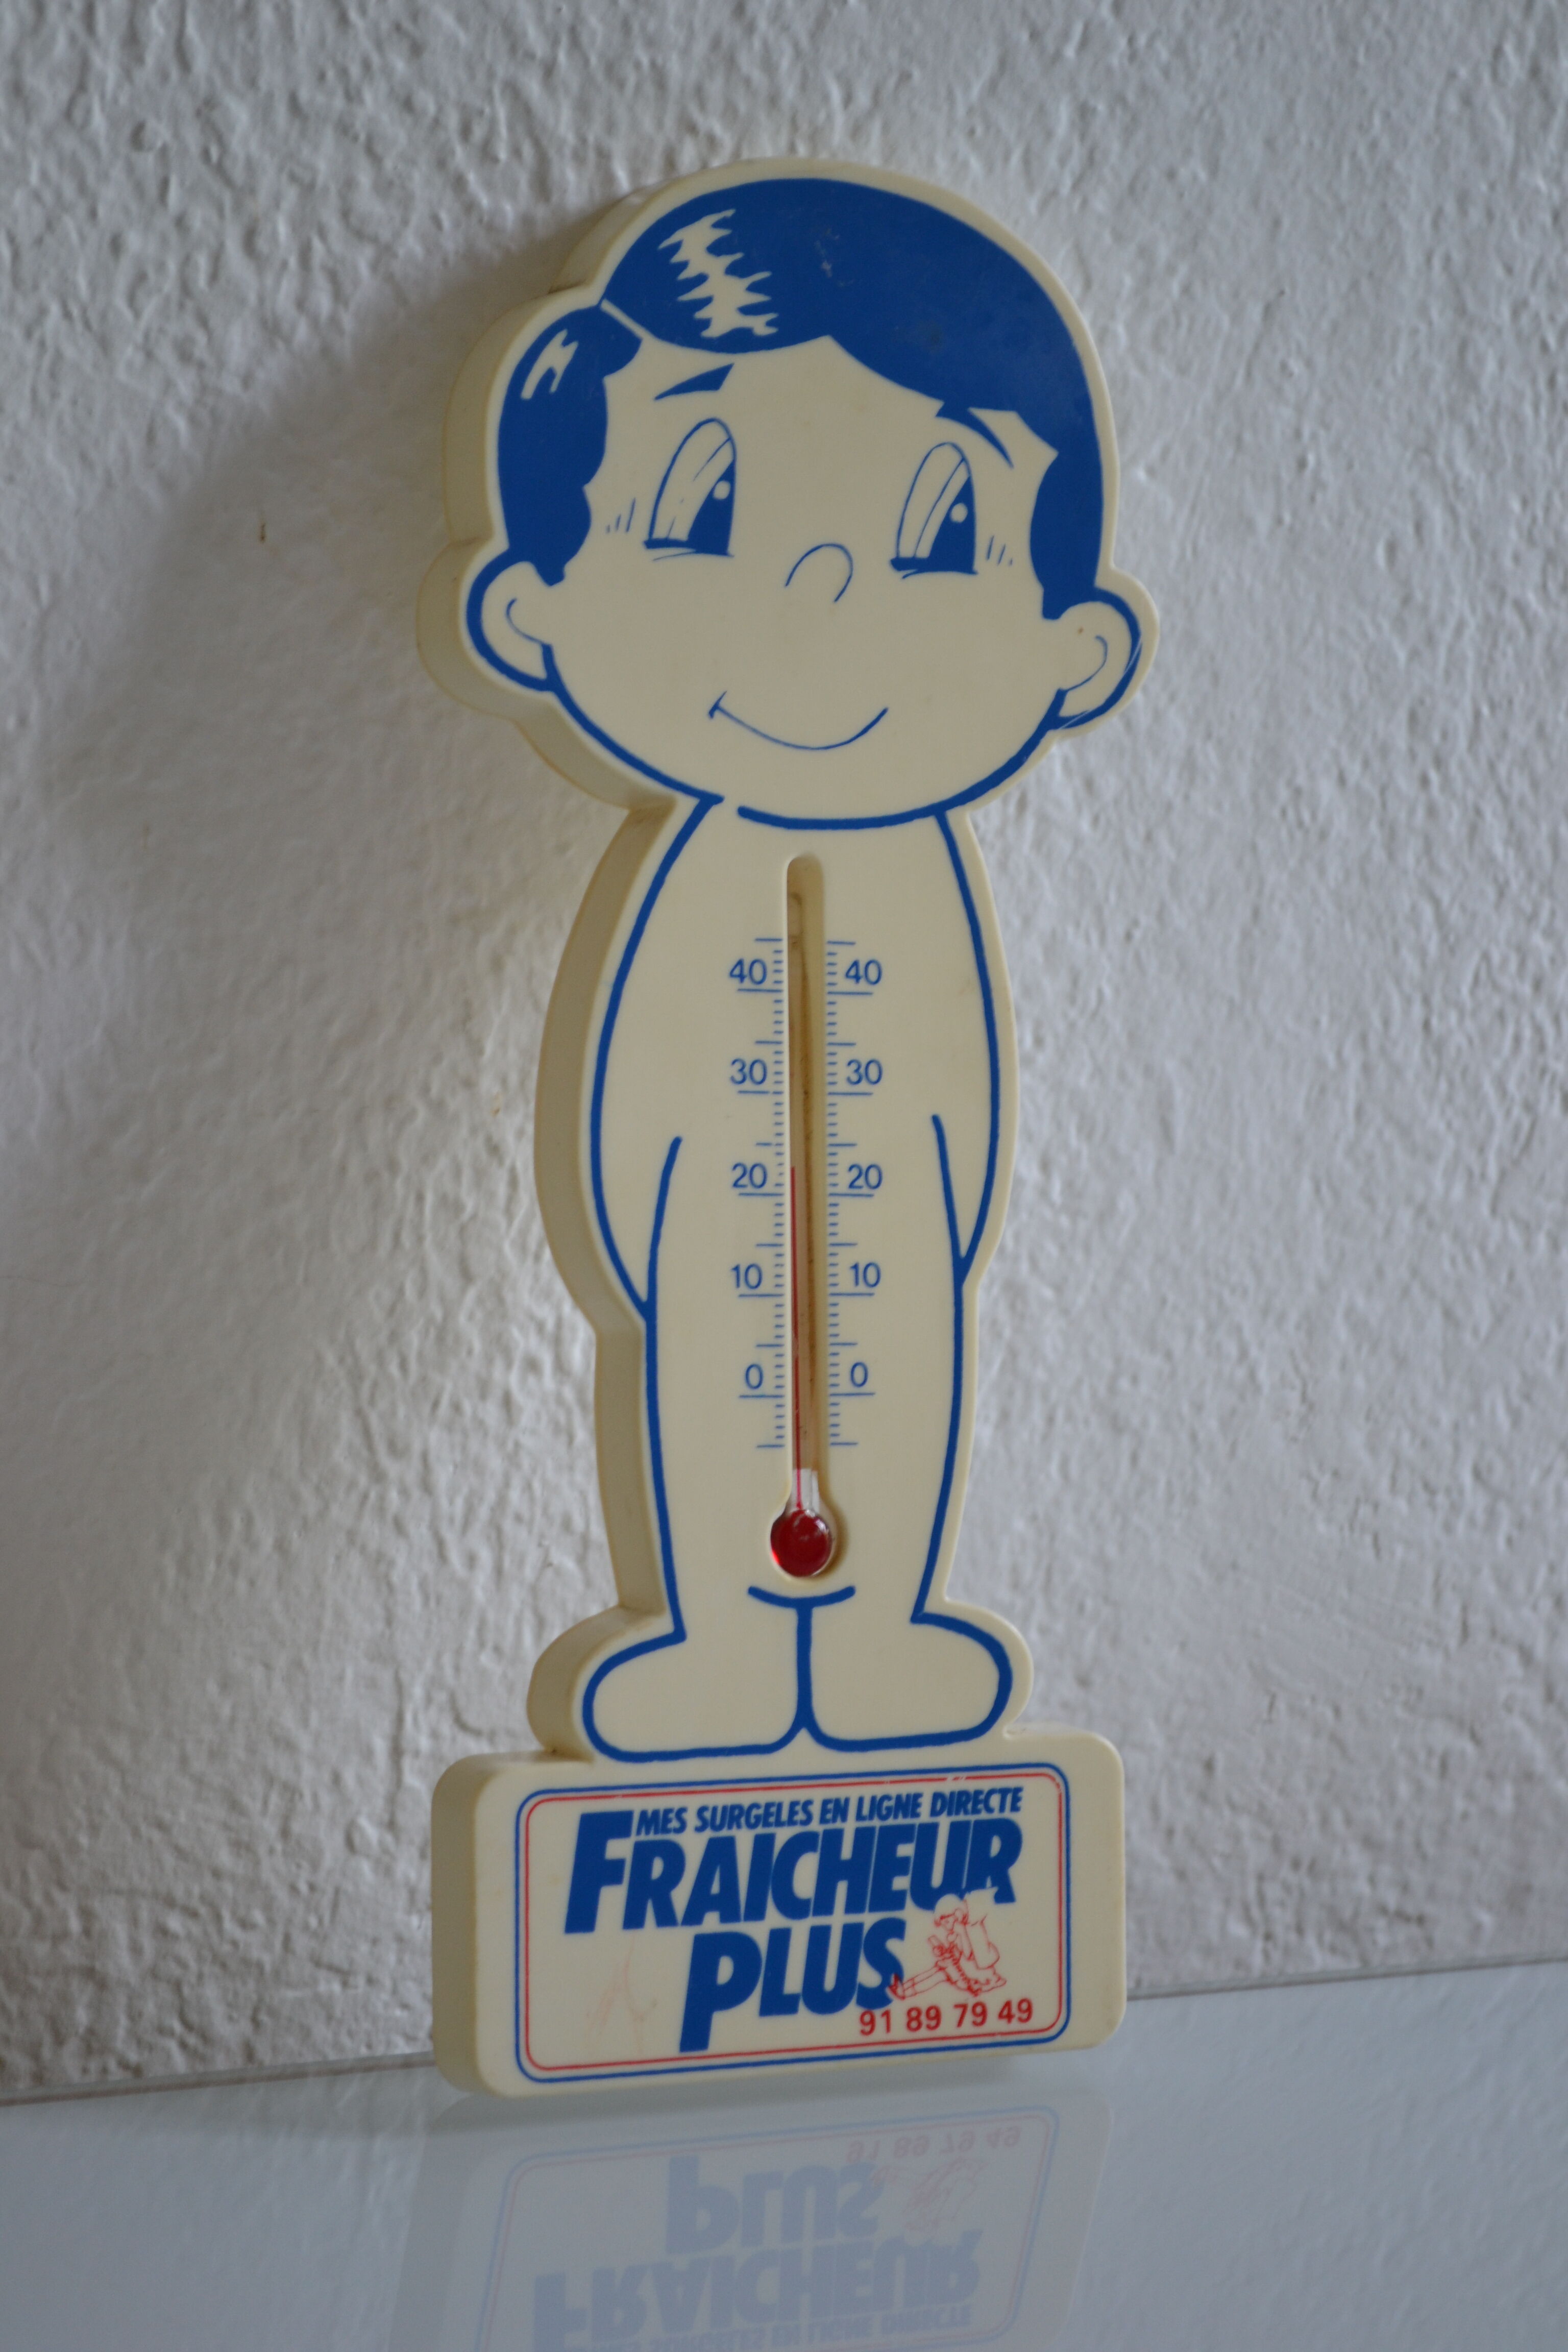 40 40
30 30
20 20
10 10
0 0
MES SURGELES EN LIGNE DIRECTE
FRAICHEUR
PLUS
91 89 79 49